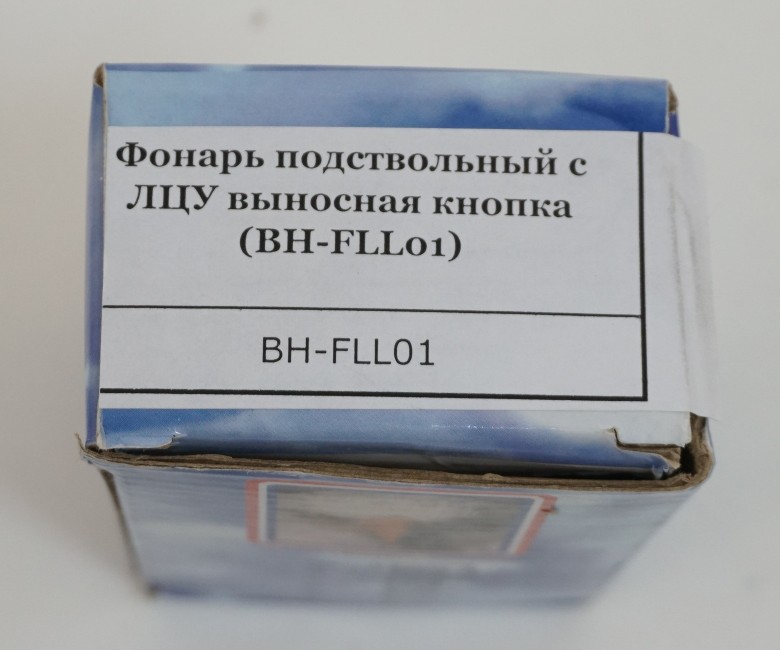 Фонарь подствольный с
ЛЦУ выносная кнопка
(BH-FLL01)
BH-FLL01